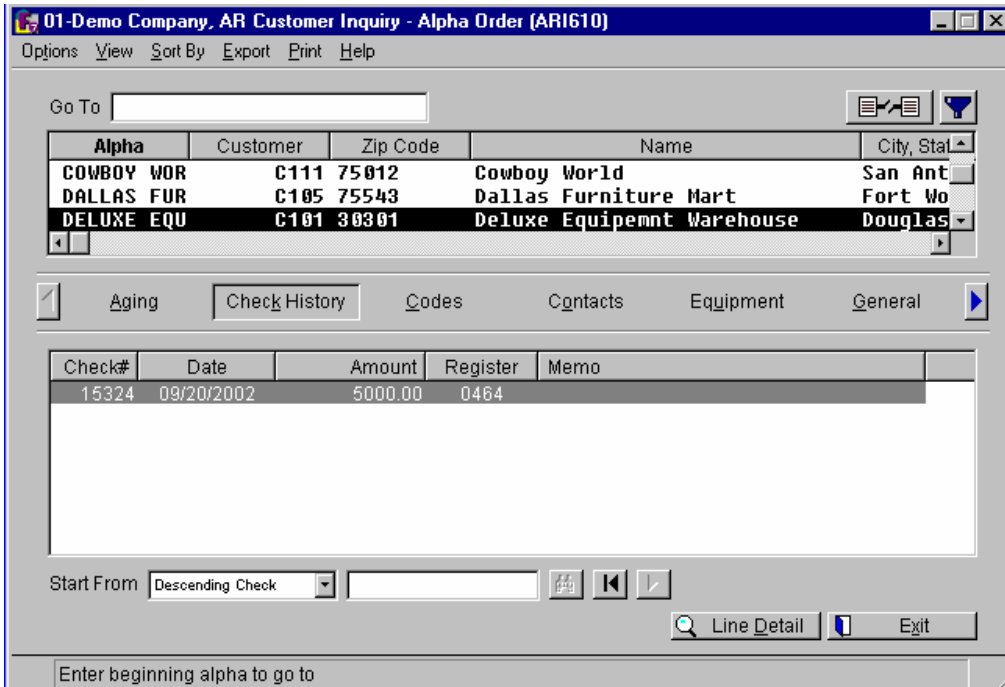 01-Demo Company, AR Customer Inquiry - Alpha Order (ARI610)
Options View Sort By Export Print Help
Go To
Alpha Customer Zip Code Name City, Stat
COWBOY WOR C111 75012 Cowboy World San Ant
DALLAS FUR C105 75543 Dallas Furniture Mart Fort Wo
DELUXE EQU C101 30301 Deluxe Equipemnt Warehouse Douglas
Aging Check History Codes Contacts Equipment General
Check# Date Amount Register Memo
15324 09/20/2002 5000.00 0464
Start From Descending Check
Line Detail Exit
Enter beginning alpha to go to